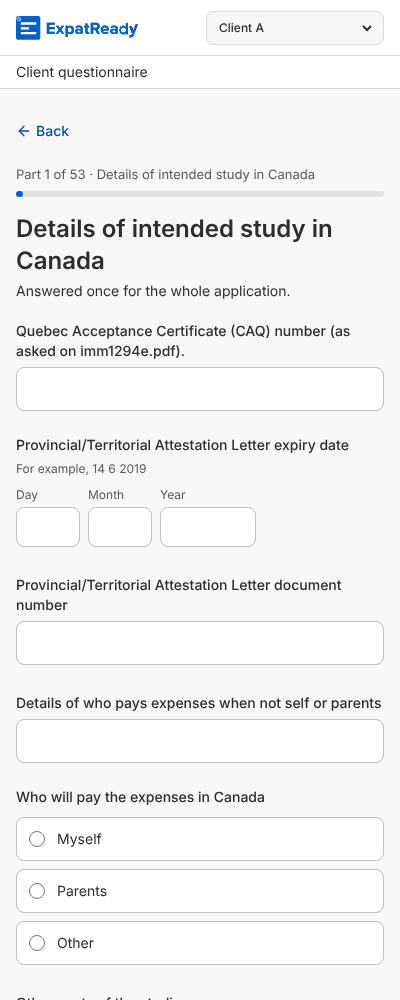 ExpatReady
Client A
Client questionnaire
Back
Part 1 of 53 · Details of intended study in Canada
Details of intended study in
Canada
Answered once for the whole application.
Quebec Acceptance Certificate (CAQ) number (as
asked on imm1294e.pdf).
Provincial/Territorial Attestation Letter expiry date
For example, 14 6 2019
Day Month Year
Provincial/Territorial Attestation Letter document
number
Details of who pays expenses when not self or parents
Who will pay the expenses in Canada
Myself
Parents
Other